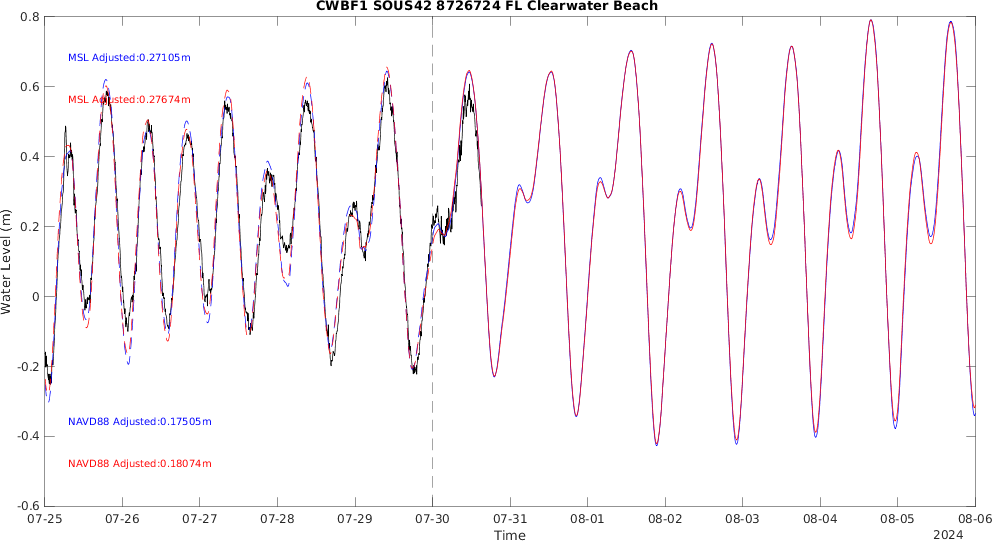 CWBF1 SOUS42 8726724 FL Clearwater Beach
0.8
0.6
0.4
0.2
0
-0.2
-0.4
-0.6
Water Level (m)
MSL Adjusted:0.27105m
MSL Adjusted:0.27674m
NAVD88 Adjusted:0.17505m
NAVD88 Adjusted:0.18074m
07-25 07-26 07-27 07-28 07-29 07-30 07-31 08-01 08-02 08-03 08-04 08-05 08-06
Time
2024